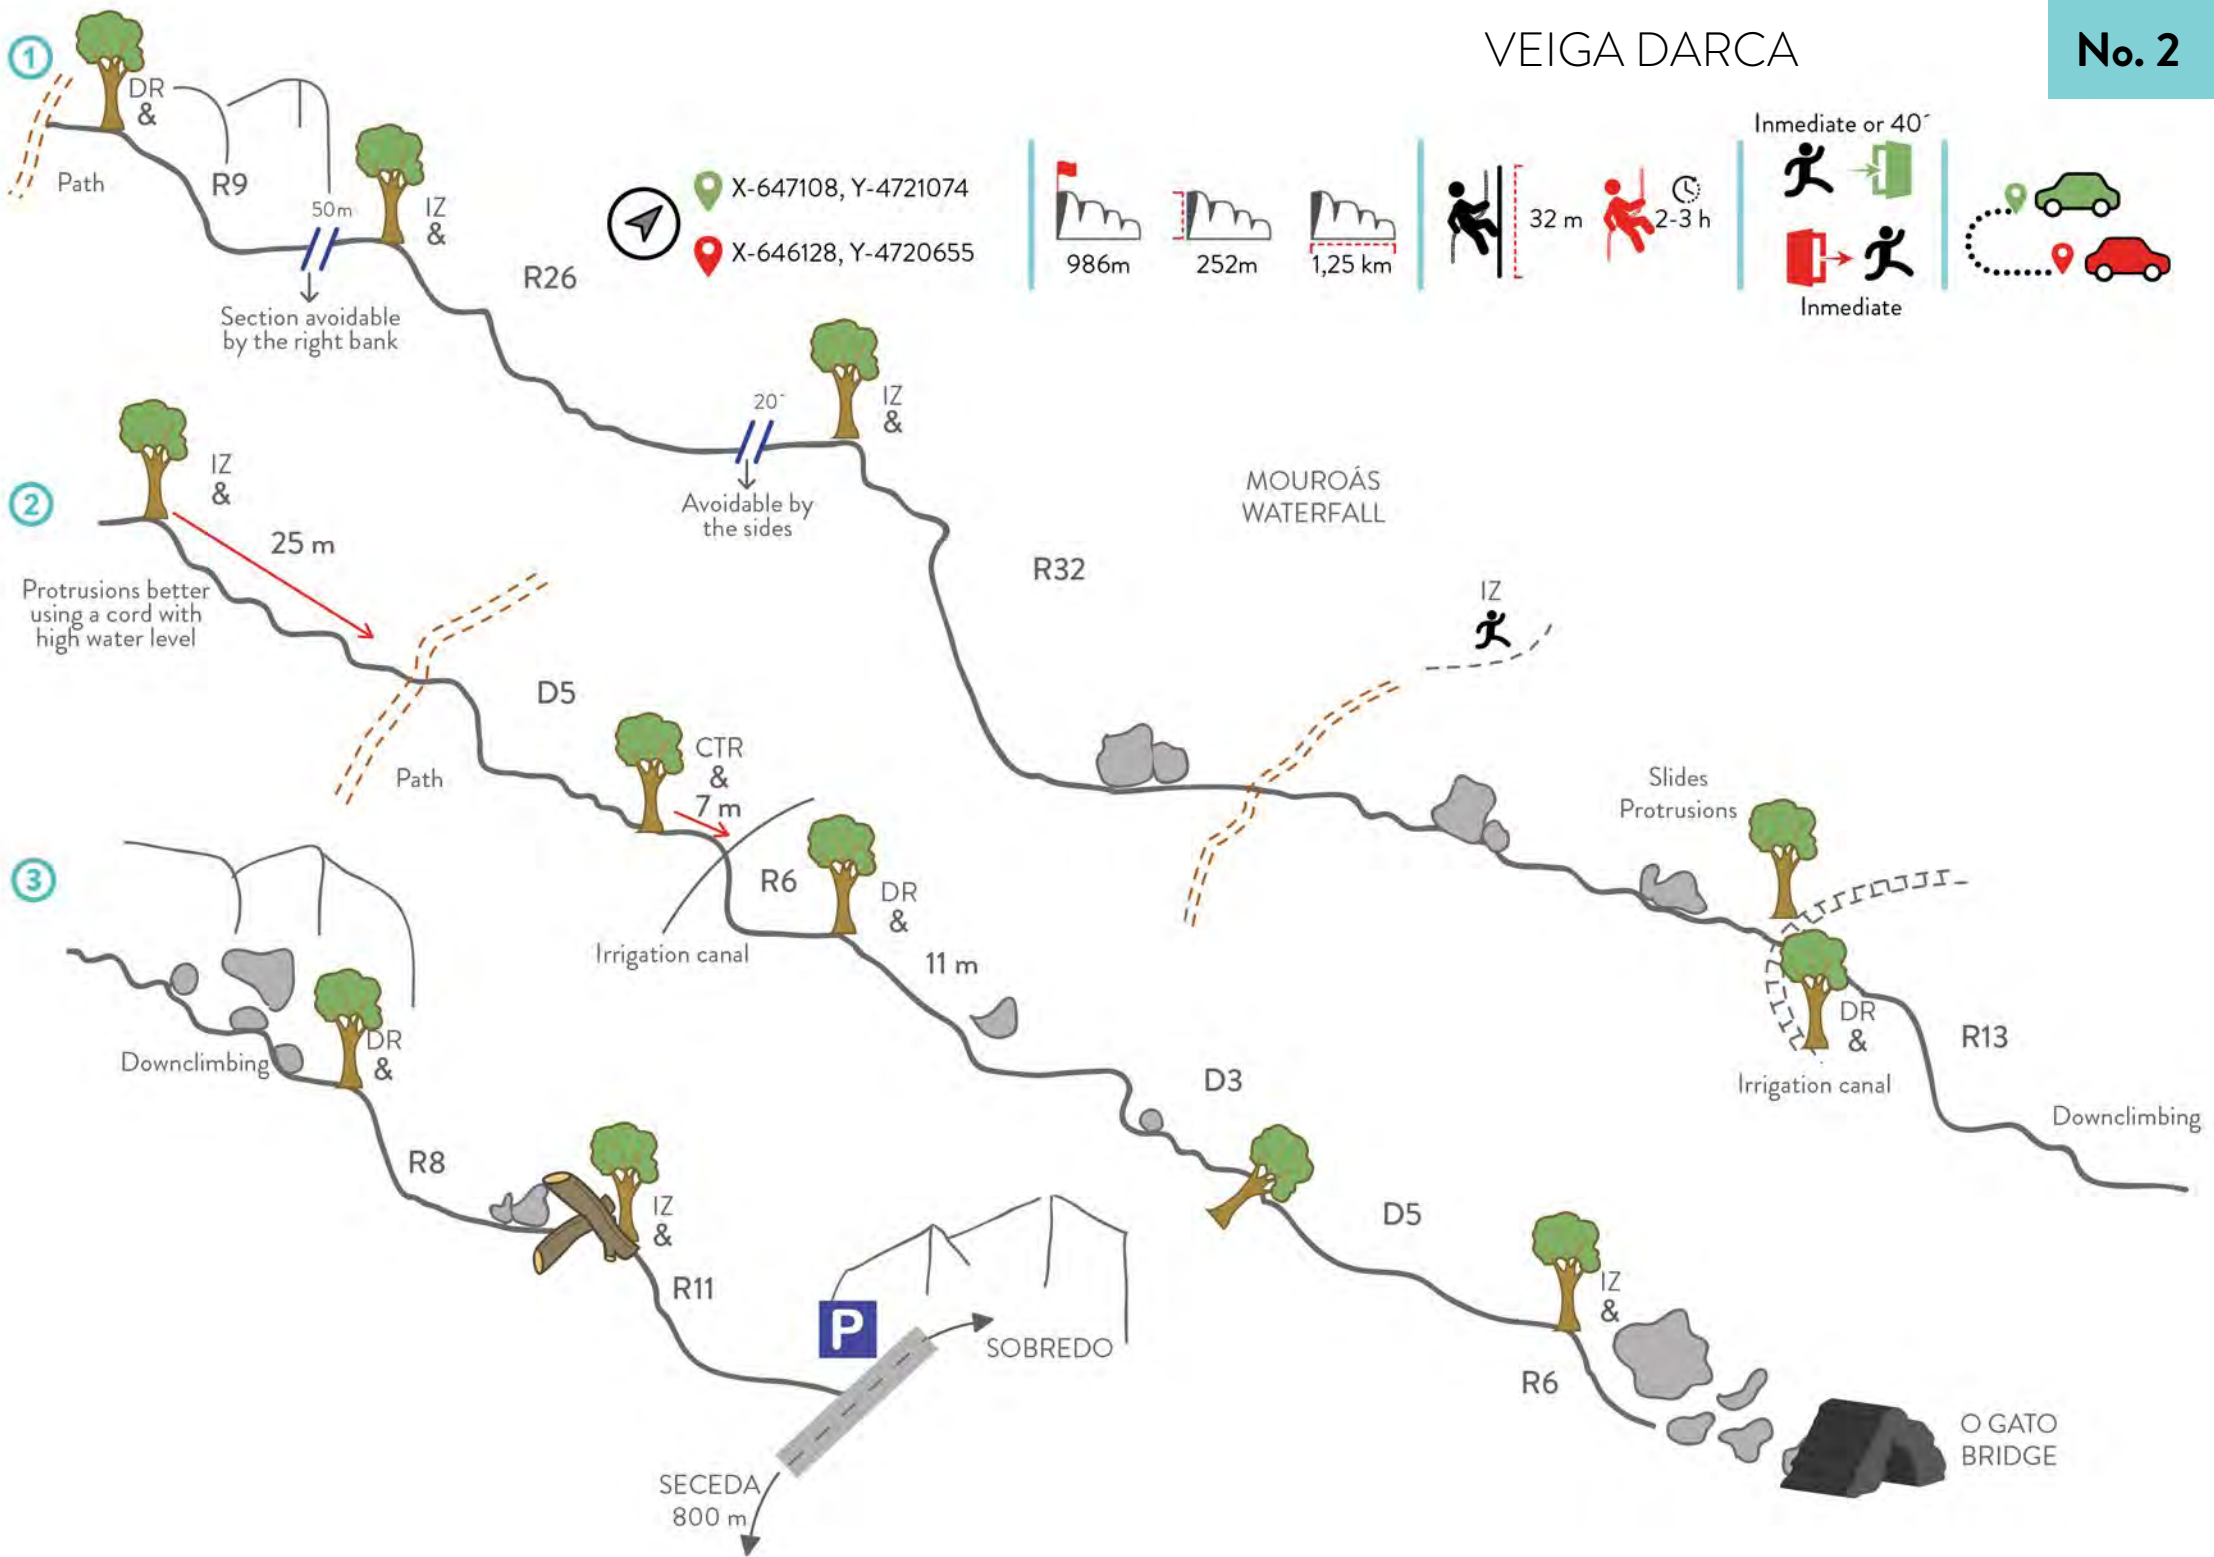 VEIGA DARCA
No. 2
1
DR
&
Path
R9
50m
IZ
&
Section avoidable
by the right bank
R26
X-647108, Y-4721074
X-646128, Y-4720655
986m
252m
1,25 km
32 m
2-3 h
Inmediate or 40´
Inmediate
20´
IZ
&
Avoidable by
the sides
MOUROÁS
WATERFALL
R32
IZ
Slides
Protrusions
DR
&
Irrigation canal
R13
Downclimbing
2
IZ
&
25 m
Protrusions better
using a cord with
high water level
Path
D5
CTR
&
7 m
R6
Irrigation canal
DR
&
11 m
D3
D5
IZ
&
R6
O GATO
BRIDGE
3
Downclimbing
DR
&
R8
IZ
&
R11
P
SOBREDO
SECEDA
800 m